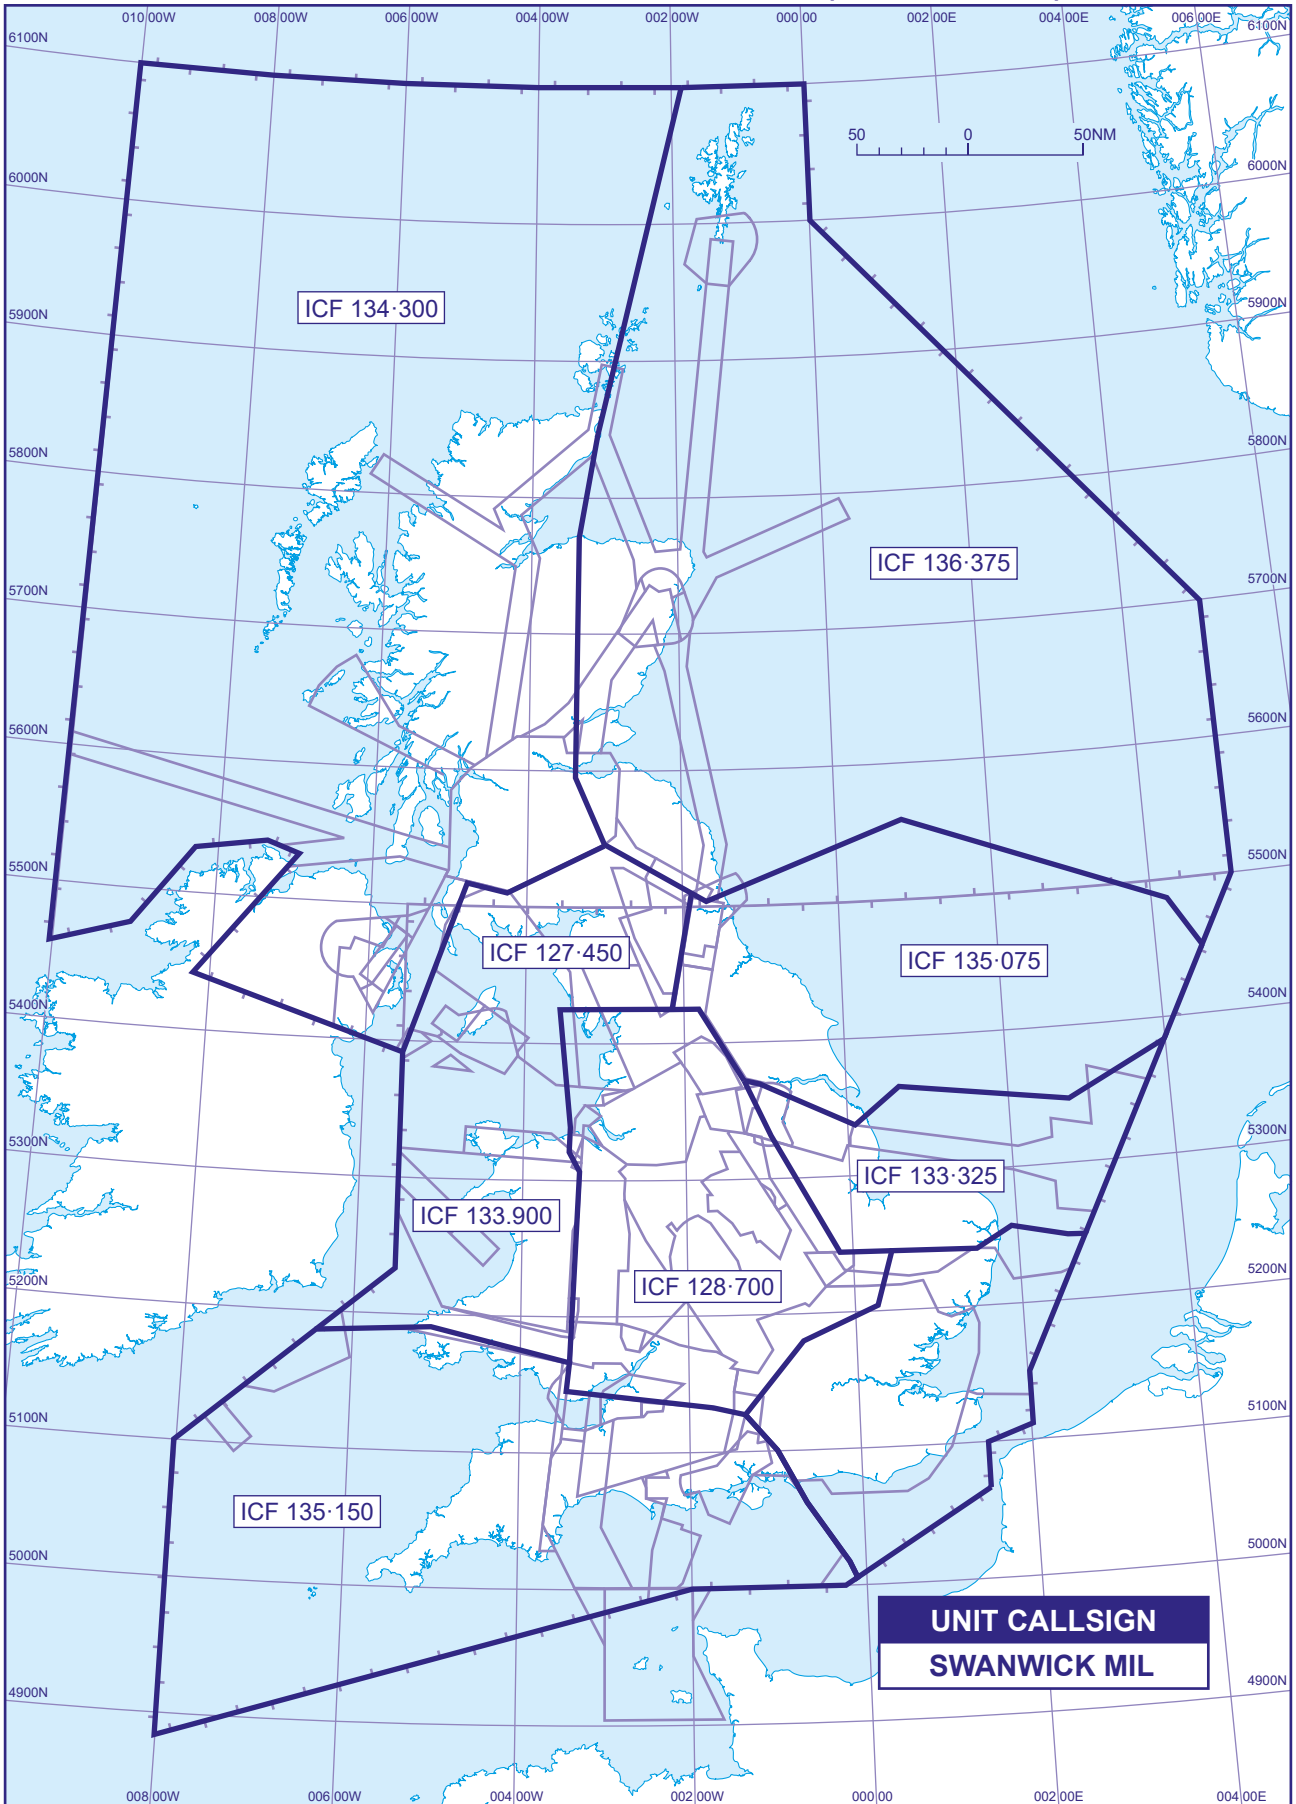 010 00W 008 00W 006 00W 004 00W 002 00W 000 00 002 00E 004 00E 006 00E
6100N 6100N
50 0 50NM
6000N 6000N
ICF 134·300
5900N 5900N
5800N 5800N
ICF 136·375
5700N 5700N
5600N 5600N
5500N 5500N
ICF 127·450
ICF 135·075
5400N 5400N
5300N 5300N
ICF 133·325
ICF 133.900
5200N 5200N
ICF 128·700
5100N 5100N
ICF 135·150
5000N 5000N
UNIT CALLSIGN
SWANWICK MIL
4900N 4900N
008 00W 006 00W 004 00W 002 00W 000 00 002 00E 004 00E